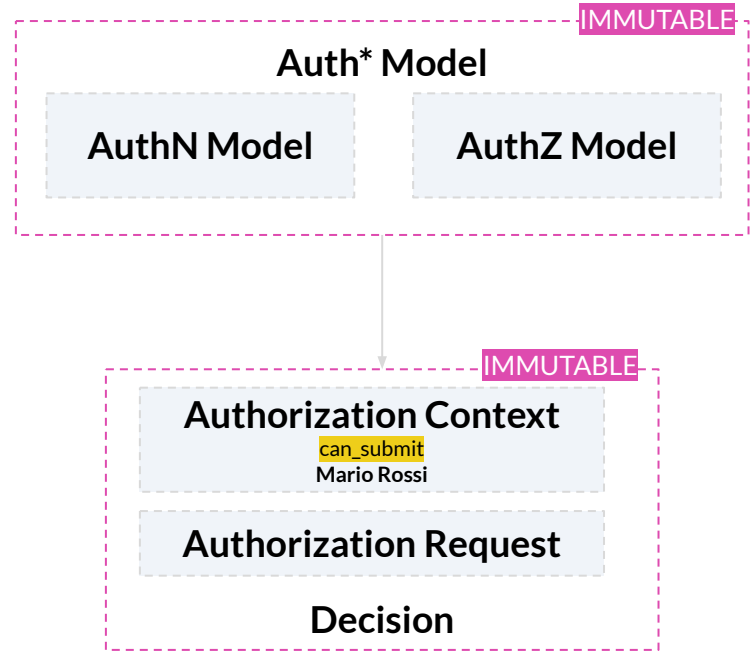 IMMUTABLE
Auth* Model
AuthN Model
AuthZ Model
IMMUTABLE
Authorization Context
can_submit
Mario Rossi
Authorization Request
Decision